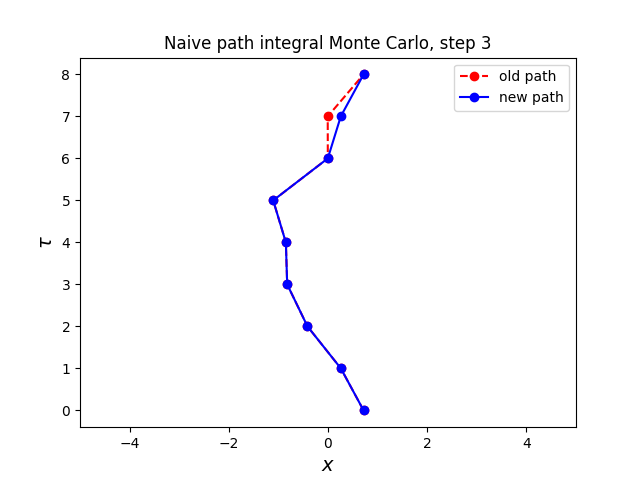 Naive path integral Monte Carlo, step 3
old path
new path
8
7
6
5
4
3
2
1
0
τ
−4 −2 0 2 4
x